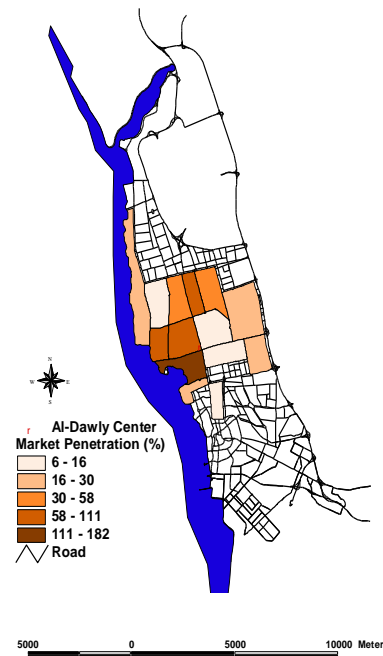 N
W E
S
r Al-Dawly Center
Market Penetration (%)
6 - 16
16 - 30
30 - 58
58 - 111
111 - 182
Road
5000 0 5000 10000 Meter